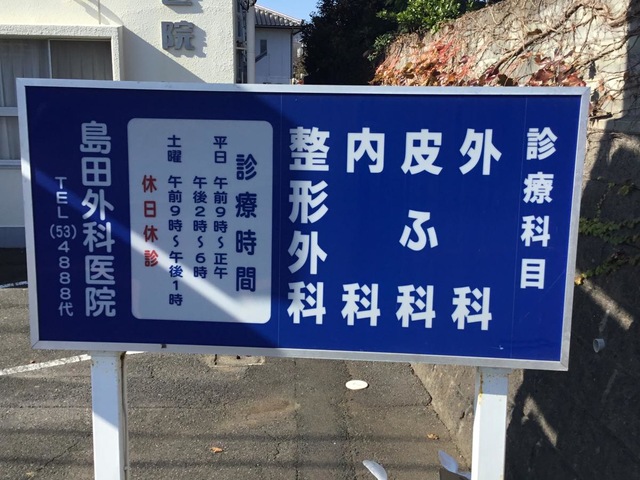 診療科目
外科
皮ふ科
内科
整形外科
診療時間
平日 午前9時～正午
午後2時～6時
土曜 午前9時～午後1時
休日休診
島田外科医院
TEL(53)4888代
院